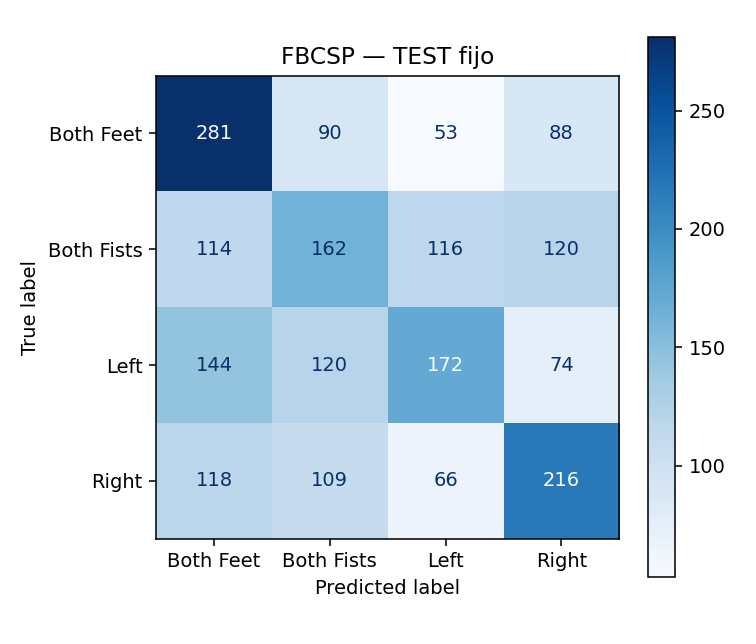 FBCSP — TEST fijo
True label
Both Feet 281 90 53 88
Both Fists 114 162 116 120
Left 144 120 172 74
Right 118 109 66 216
Both Feet Both Fists Left Right
Predicted label
250
200
150
100